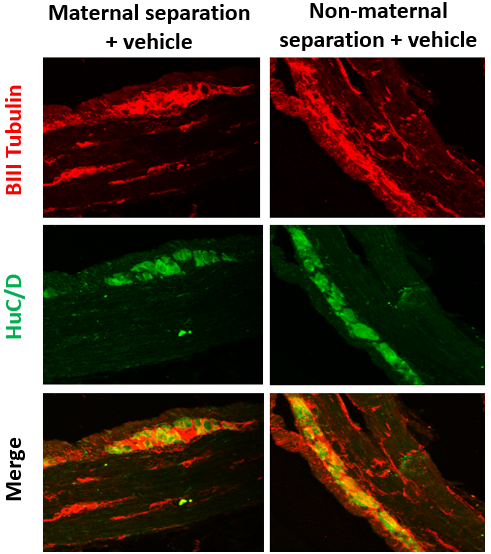 Maternal separation
+ vehicle
Non-maternal
separation + vehicle
BIII Tubulin
HuC/D
Merge